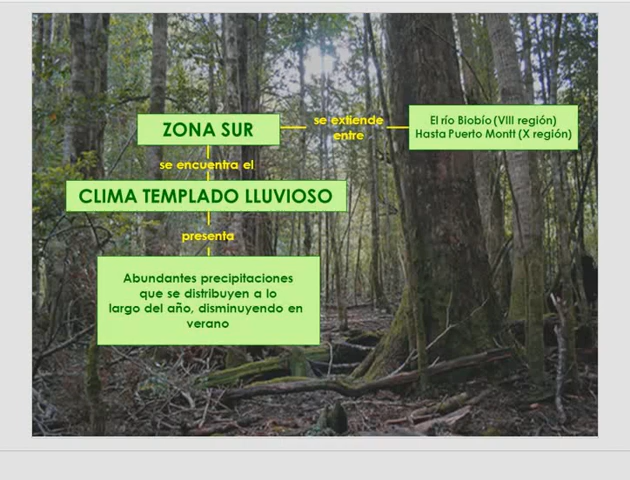 ZONA SUR
se extiende
entre
El río Biobío (VIII región)
Hasta Puerto Montt (X región)
se encuentra el
CLIMA TEMPLADO LLUVIOSO
presenta
Abundantes precipitaciones
que se distribuyen a lo
largo del año, disminuyendo en
verano